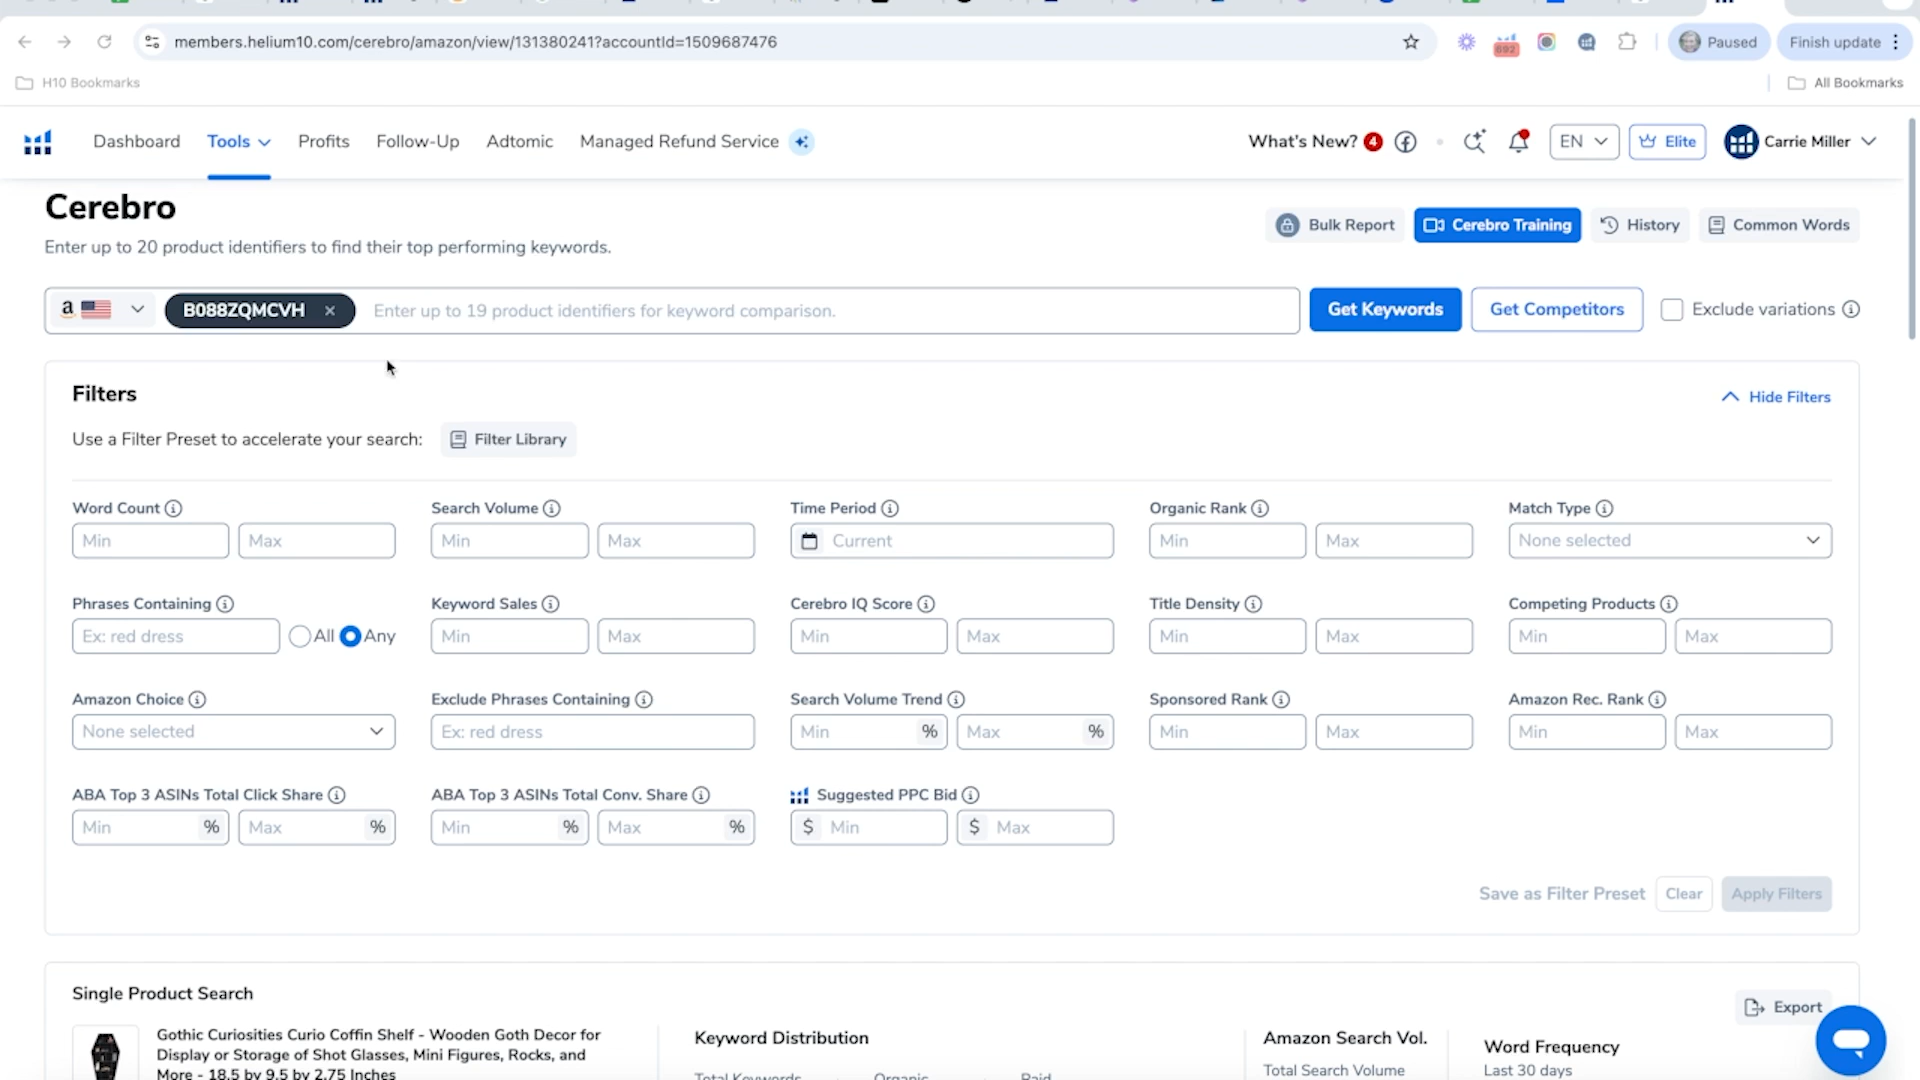 members.helium10.com/cerebro/amazon/view/131380241?accountId=1509687476
692
Paused
Finish update
H10 Bookmarks
All Bookmarks
Dashboard
Tools
Profits
Follow-Up
Adtomic
Managed Refund Service
What's New? 4
EN
Elite
Carrie Miller
Cerebro
Enter up to 20 product identifiers to find their top performing keywords.
Bulk Report
Cerebro Training
History
Common Words
a
B088ZQMCVH
Enter up to 19 product identifiers for keyword comparison.
Get Keywords
Get Competitors
Exclude variations
Filters
Hide Filters
Use a Filter Preset to accelerate your search:
Filter Library
Word Count
Search Volume
Time Period
Organic Rank
Match Type
Min
Max
Min
Max
Current
Min
Max
None selected
Phrases Containing
Keyword Sales
Cerebro IQ Score
Title Density
Competing Products
Ex: red dress
All
Any
Min
Max
Min
Max
Min
Max
Min
Max
Amazon Choice
Exclude Phrases Containing
Search Volume Trend
Sponsored Rank
Amazon Rec. Rank
None selected
Ex: red dress
Min %
Max %
Min
Max
Min
Max
ABA Top 3 ASINs Total Click Share
ABA Top 3 ASINs Total Conv. Share
Suggested PPC Bid
Min %
Max %
Min %
Max %
$ Min
$ Max
Save as Filter Preset
Clear
Apply Filters
Single Product Search
Export
Gothic Curiosities Curio Coffin Shelf - Wooden Goth Decor for
Display or Storage of Shot Glasses, Mini Figures, Rocks, and
More - 18.5 by 9.5 by 2.75 Inches
Keyword Distribution
Total Keywords
Organic
Paid
Amazon Search Vol.
Total Search Volume
Word Frequency
Last 30 days